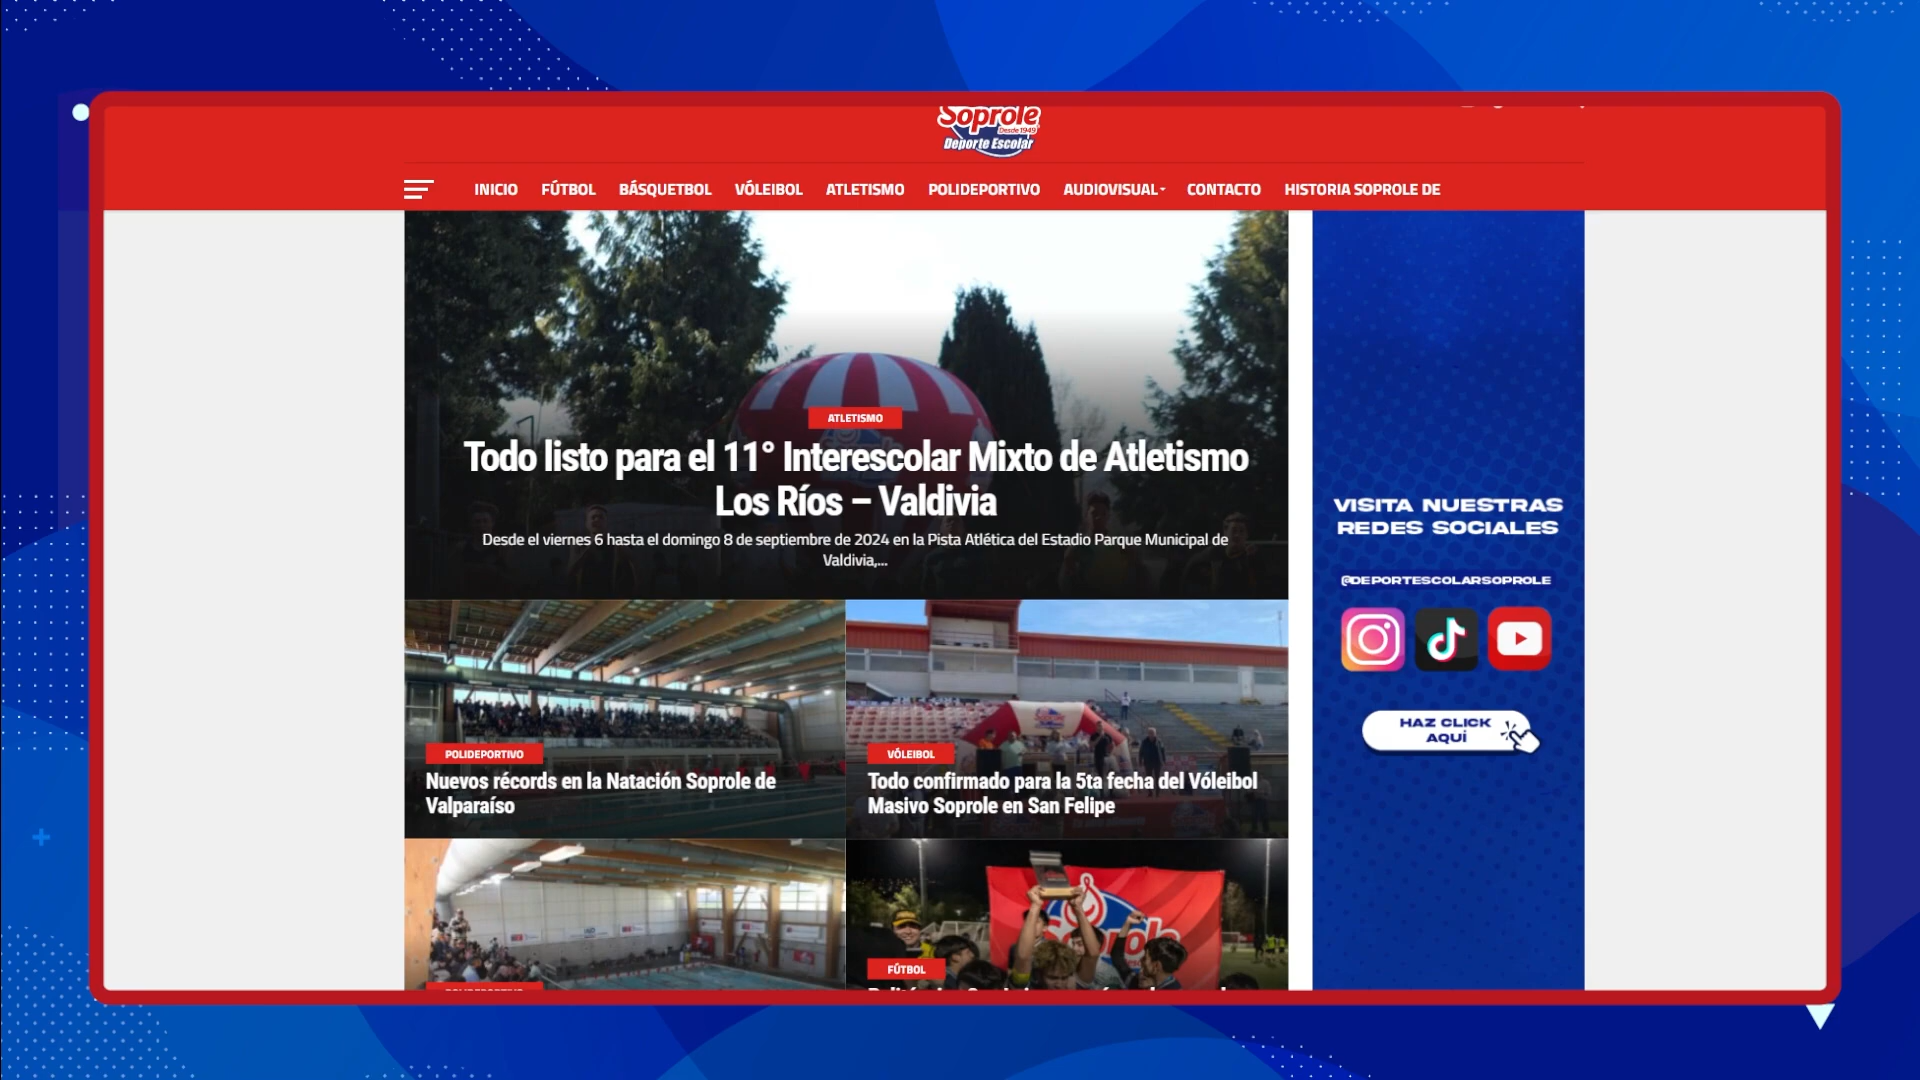 Soprole
Desde 1949
Deporte Escolar
INICIO FÚTBOL BÁSQUETBOL VÓLEIBOL ATLETISMO POLIDEPORTIVO AUDIOVISUAL CONTACTO HISTORIA SOPROLE DE
ATLETISMO
Todo listo para el 11° Interescolar Mixto de Atletismo
Los Ríos – Valdivia
Desde el viernes 6 hasta el domingo 8 de septiembre de 2024 en la Pista Atlética del Estadio Parque Municipal de
Valdivia,...
POLIDEPORTIVO
Nuevos récords en la Natación Soprole de
Valparaíso
VÓLEIBOL
Todo confirmado para la 5ta fecha del Vóleibol
Masivo Soprole en San Felipe
FÚTBOL
VISITA NUESTRAS
REDES SOCIALES
@DEPORTESCOLARSOPROLE
HAZ CLICK
AQUÍ